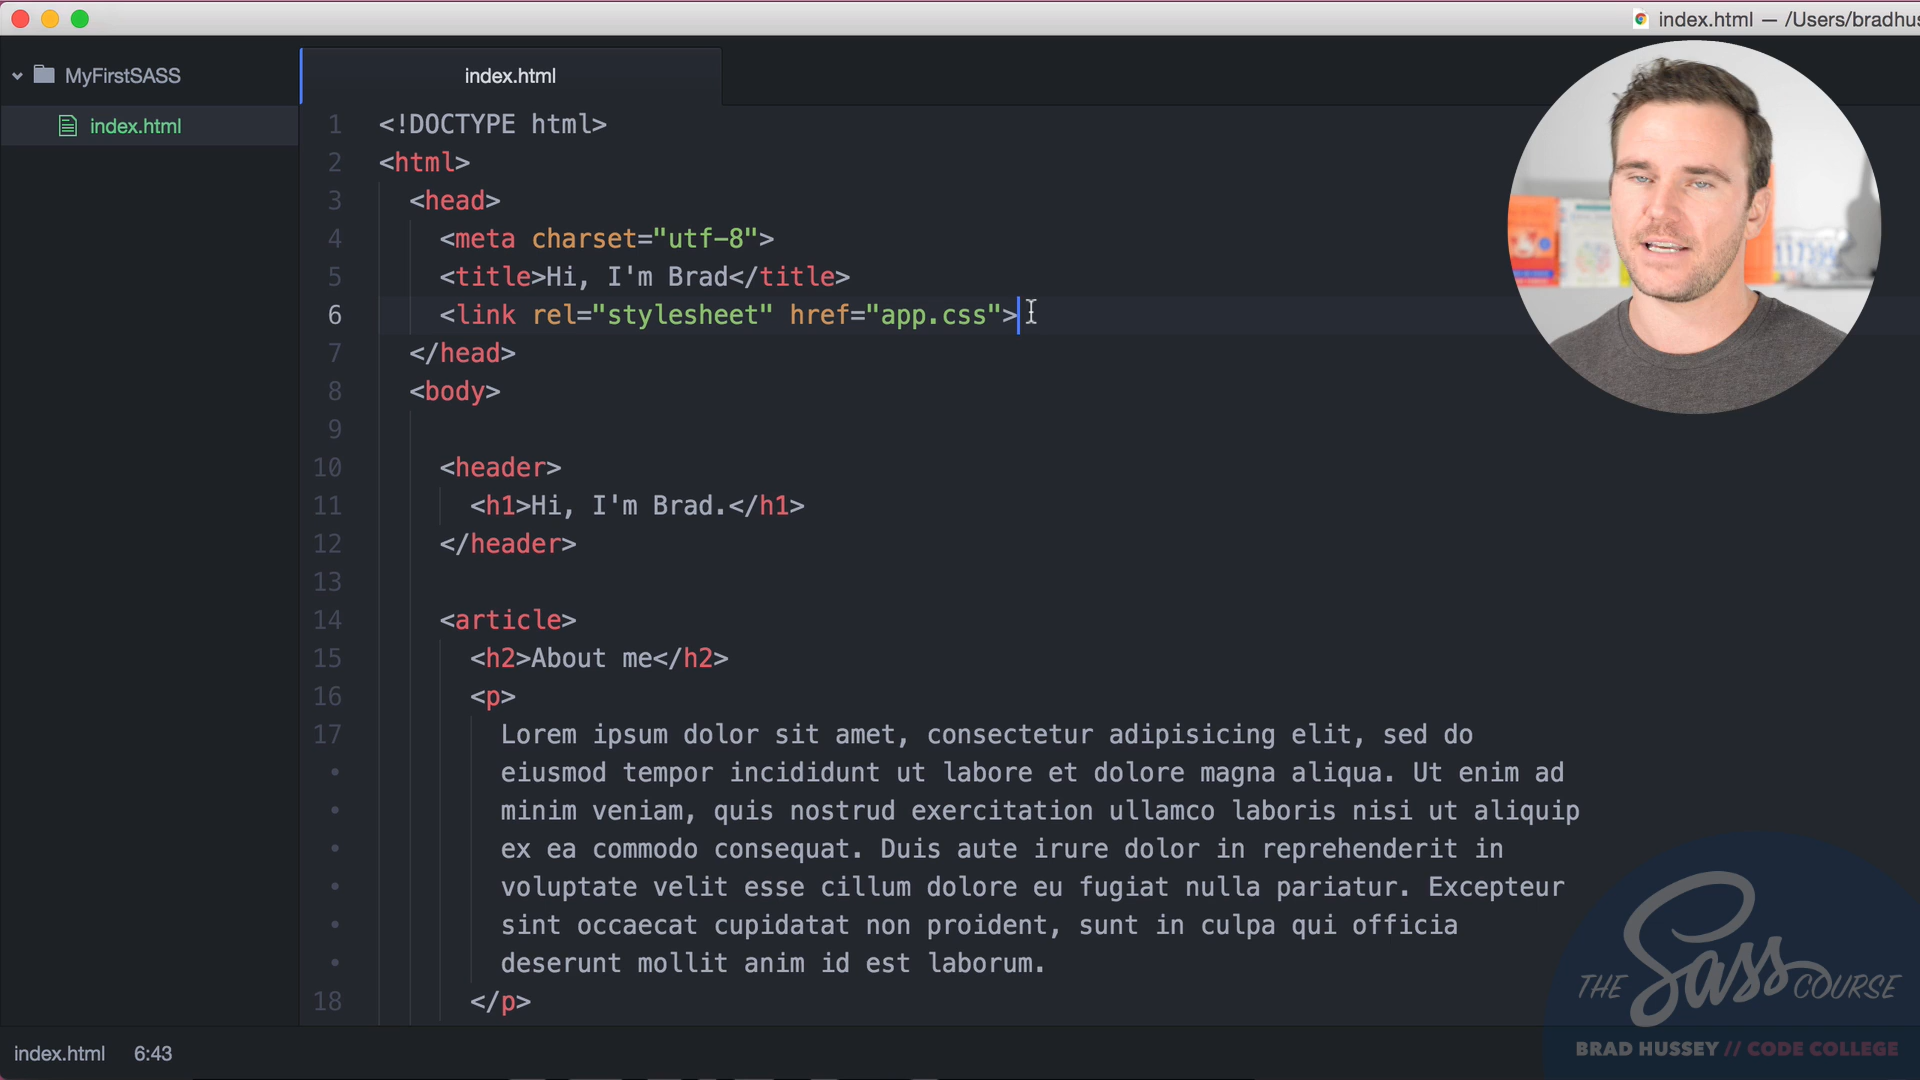 index.html — /Users/bradhus
MyFirstSASS
index.html
index.html
1 <!DOCTYPE html>
2 <html>
3 <head>
4 <meta charset="utf-8">
5 <title>Hi, I'm Brad</title>
6 <link rel="stylesheet" href="app.css">
7 </head>
8 <body>
9
10 <header>
11 <h1>Hi, I'm Brad.</h1>
12 </header>
13
14 <article>
15 <h2>About me</h2>
16 <p>
17 Lorem ipsum dolor sit amet, consectetur adipisicing elit, sed do
• eiusmod tempor incididunt ut labore et dolore magna aliqua. Ut enim ad
• minim veniam, quis nostrud exercitation ullamco laboris nisi ut aliquip
• ex ea commodo consequat. Duis aute irure dolor in reprehenderit in
• voluptate velit esse cillum dolore eu fugiat nulla pariatur. Excepteur
• sint occaecat cupidatat non proident, sunt in culpa qui officia
• deserunt mollit anim id est laborum.
18 </p>
THE Sass COURSE
BRAD HUSSEY // CODE COLLEGE
index.html 6:43